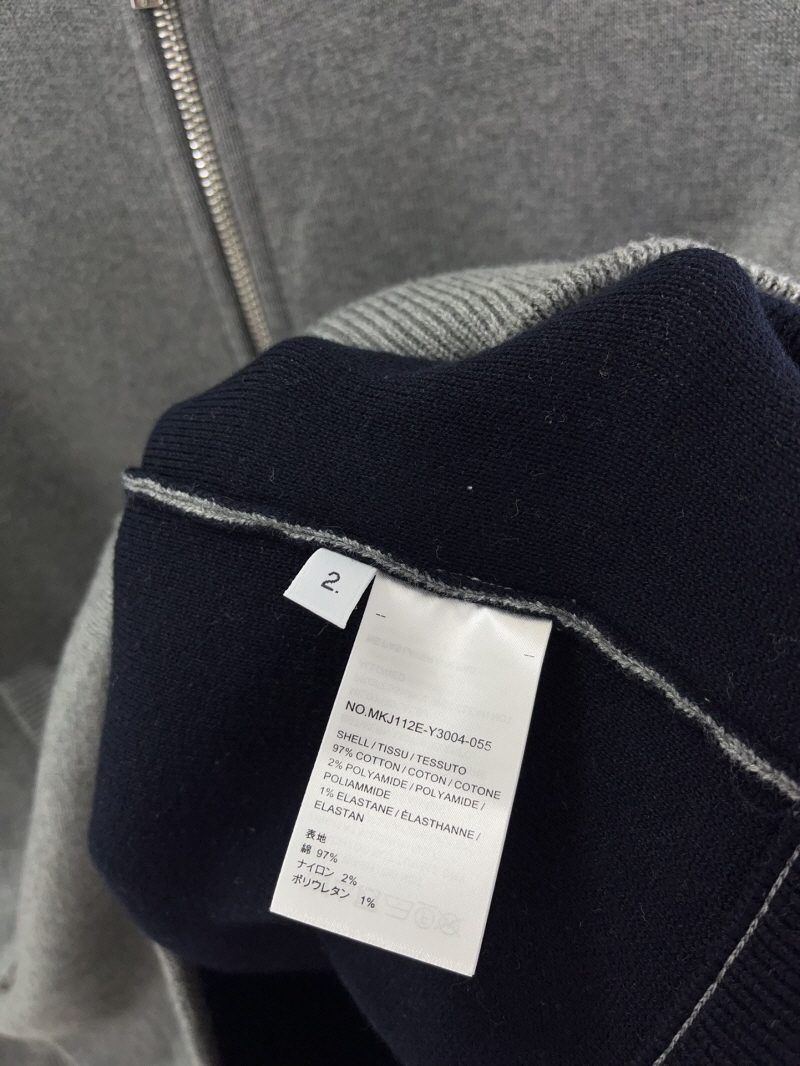 2.
NO.MKJ112E-Y3004-055
SHELL / TISSU / TESSUTO
97% COTTON / COTON / COTONE
2% POLYAMIDE / POLYAMIDE /
POLIAMMIDE
1% ELASTANE / ÉLASTHANNE /
ELASTAN
表地
綿 97%
ナイロン 2%
ポリウレタン 1%